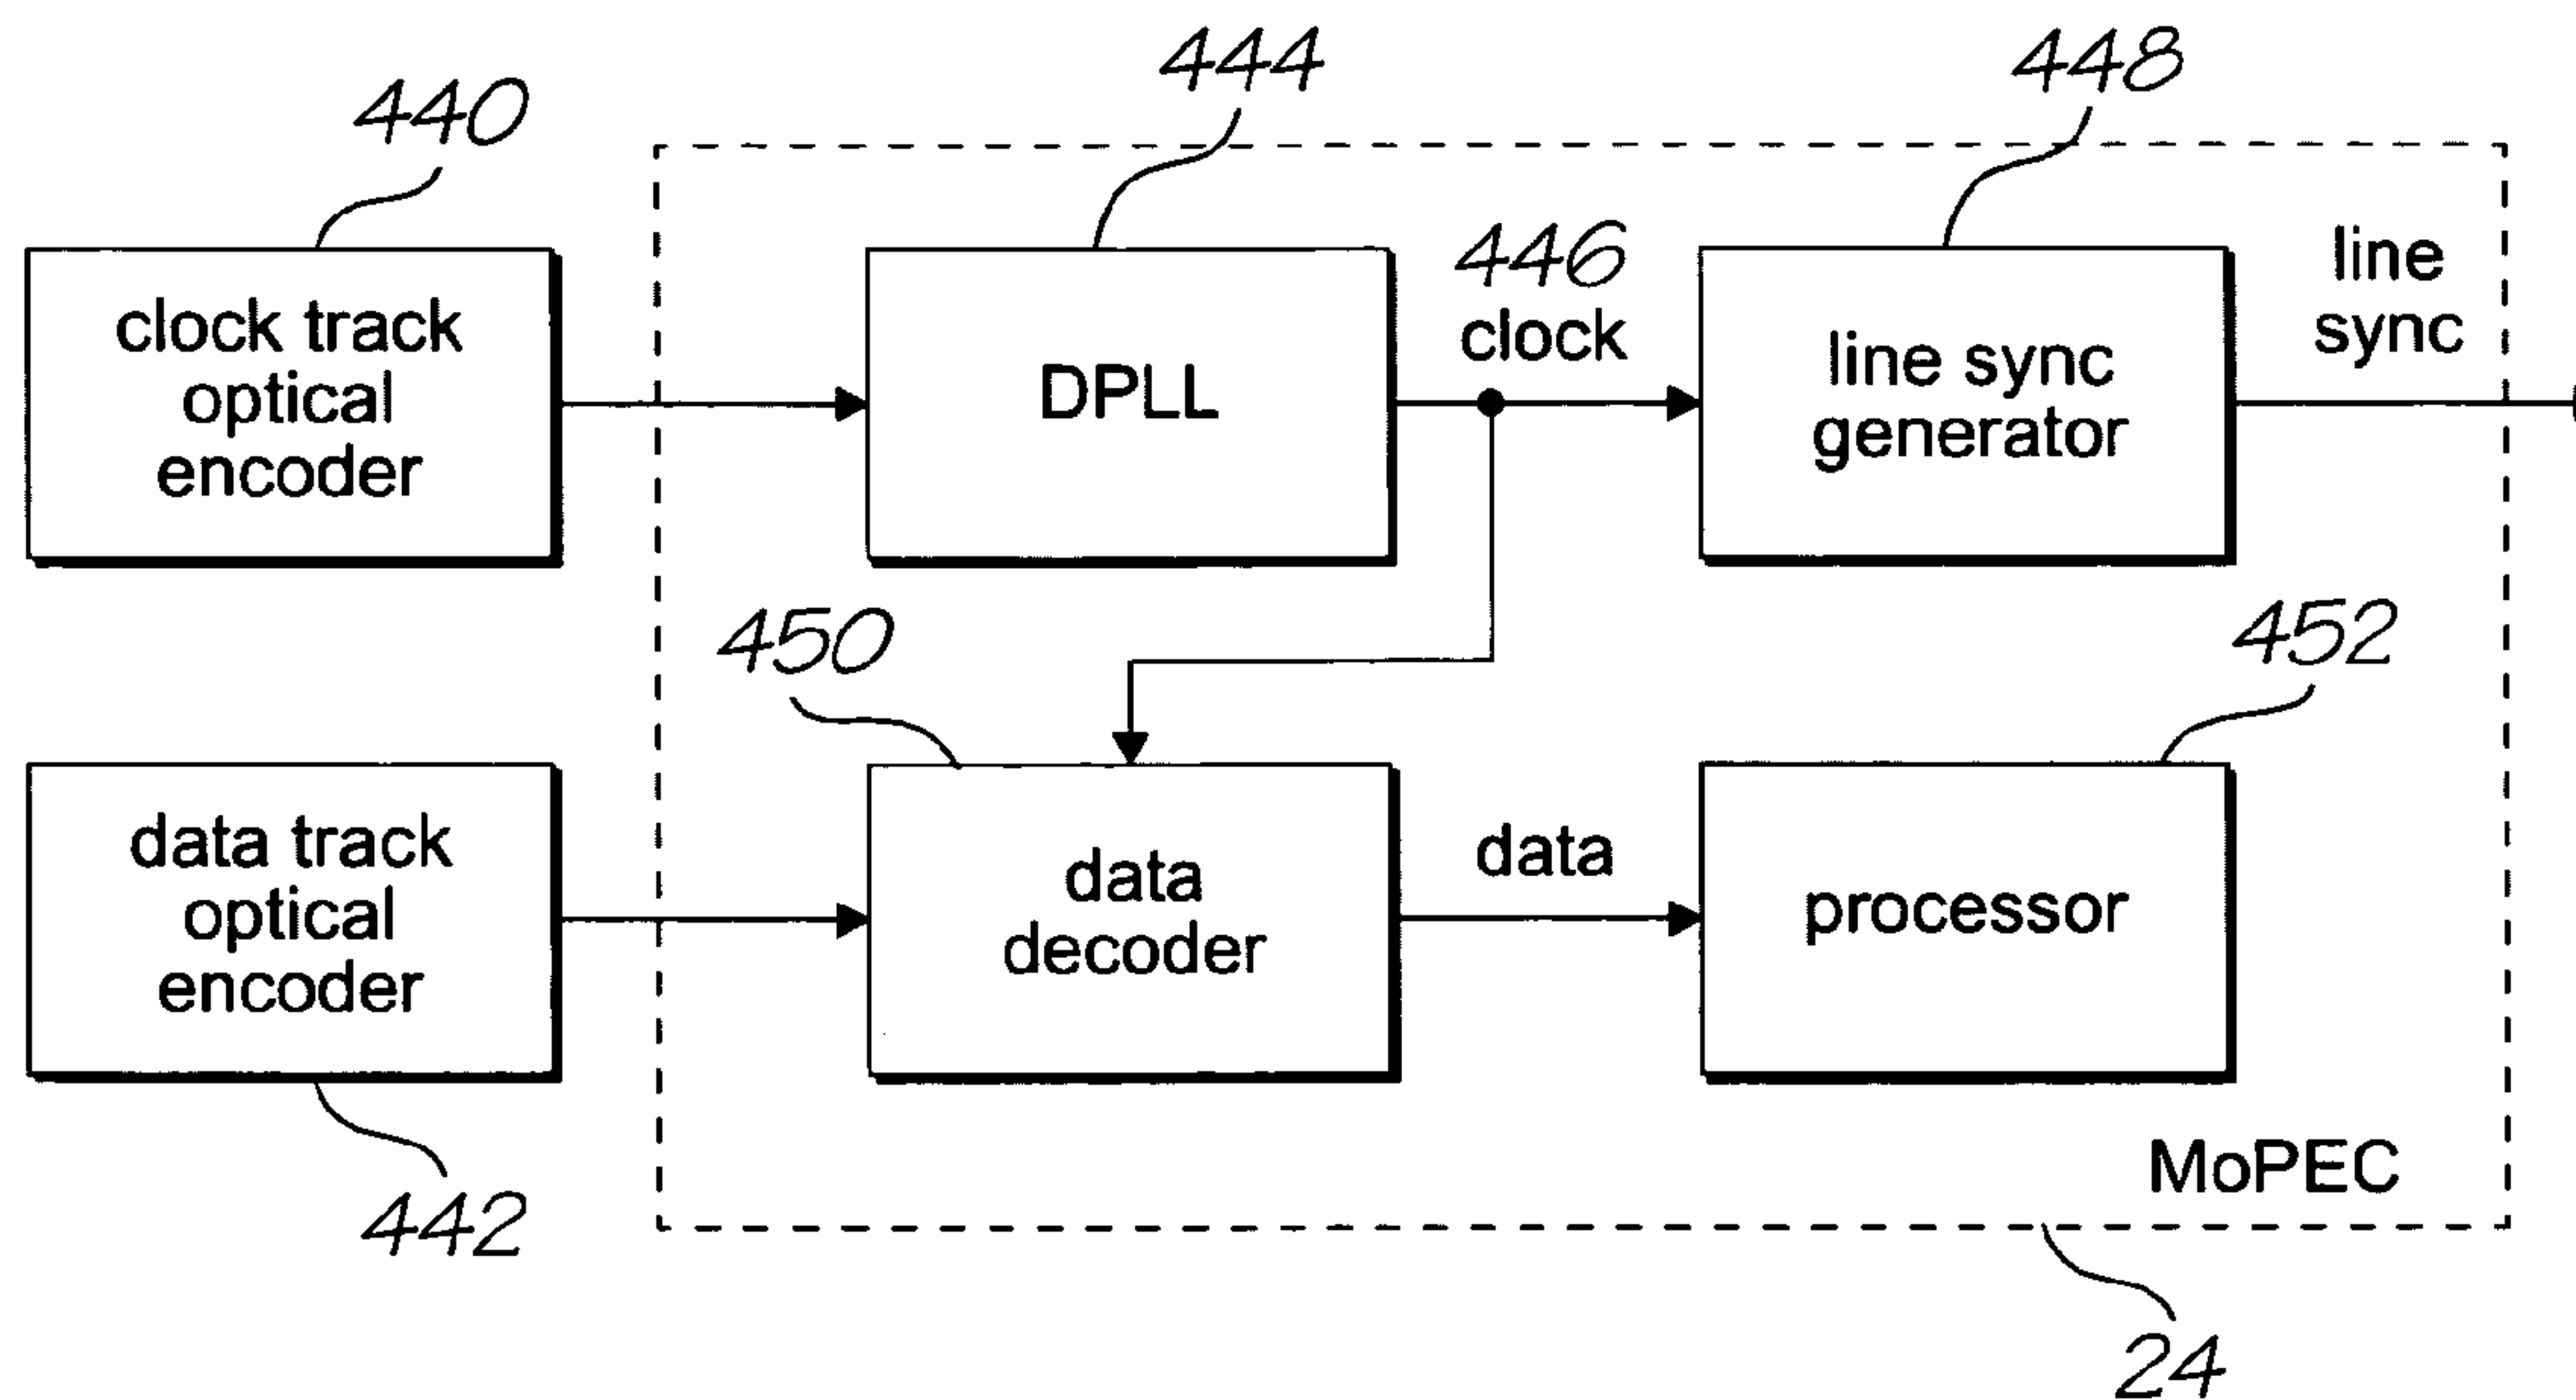 444
448
440
446
clock
line
sync
clock track
optical
encoder
DPLL
line sync
generator
450
452
data track
optical
encoder
data
decoder
data
processor
MoPEC
442
24